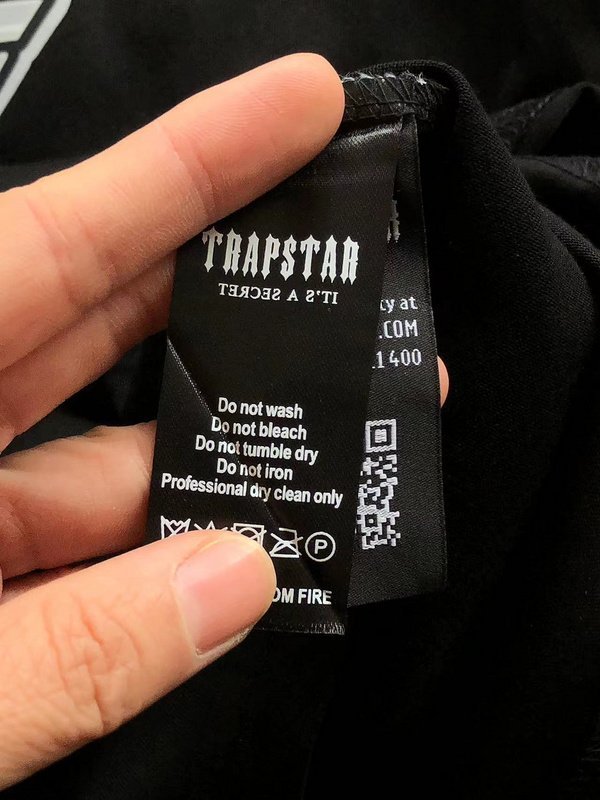 TRAPSTAR
IT'S A SECRET
Do not wash
Do not bleach
Do not tumble dry
Do not iron
Professional dry clean only
P
OM FIRE
ty at
.COM
1400